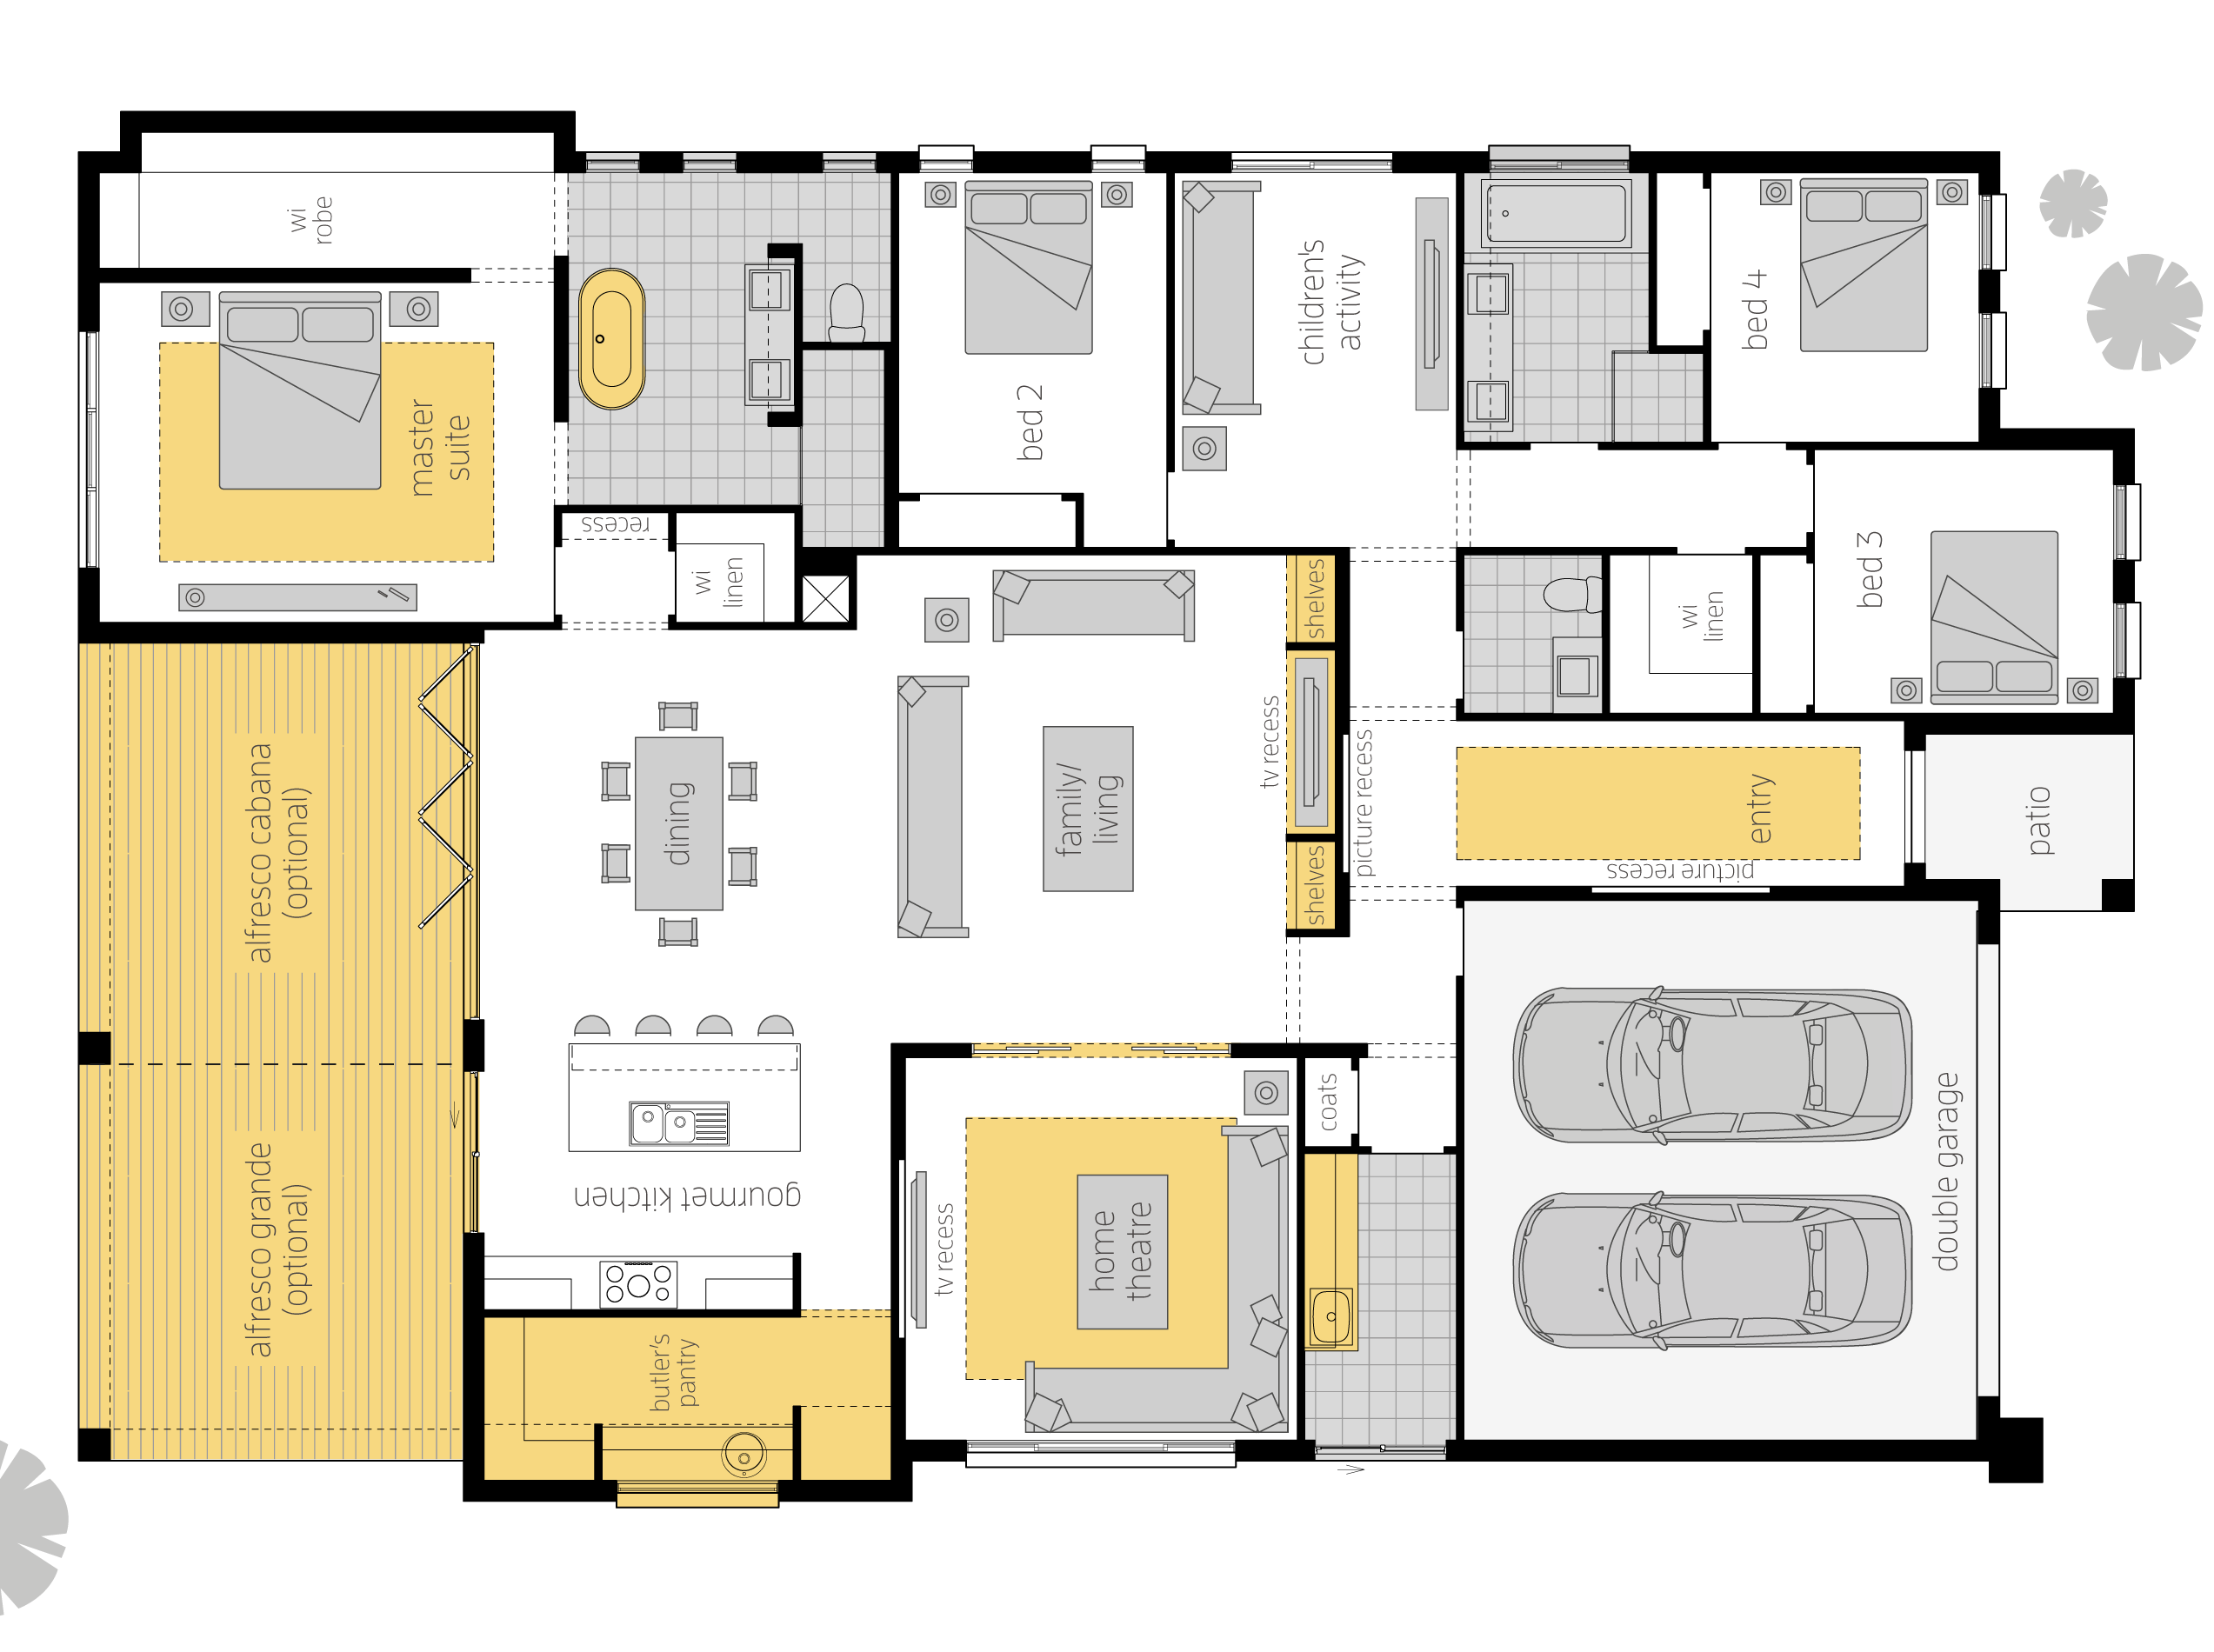 wi
robe
master
suite
recess
wi
linen
bed 2
children's
activity
bed 4
bed 3
wi
linen
shelves
tv recess
shelves
picture recess
entry
picture recess
patio
alfresco cabana
(optional)
dining
family/
living
alfresco grande
(optional)
gourmet kitchen
butler's
pantry
tv recess
home
theatre
coats
double garage